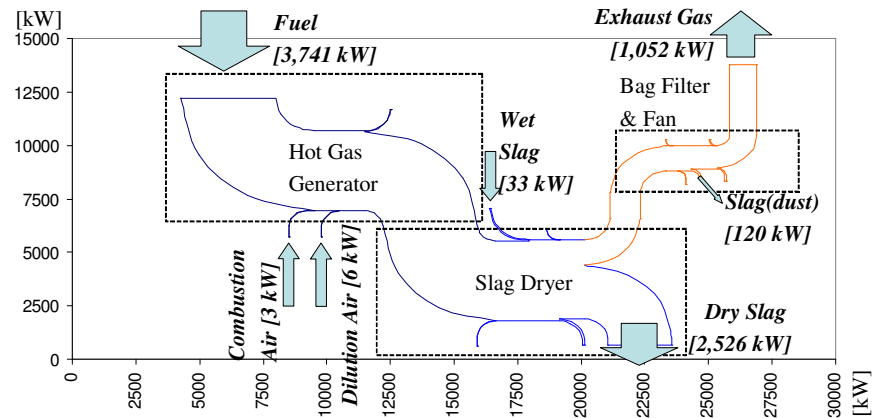 [kW]
Fuel
[3,741 kW]
Exhaust Gas
[1,052 kW]
Bag Filter
& Fan
Wet
Slag
[33 kW]
Hot Gas
Generator
Slag(dust)
[120 kW]
Slag Dryer
Combustion
Air [3 kW]
Dilution Air [6 kW]
Dry Slag
[2,526 kW]
15000
12500
10000
7500
5000
2500
0
0
2500
5000
7500
10000
12500
15000
17500
20000
22500
25000
27500
30000
[kW]